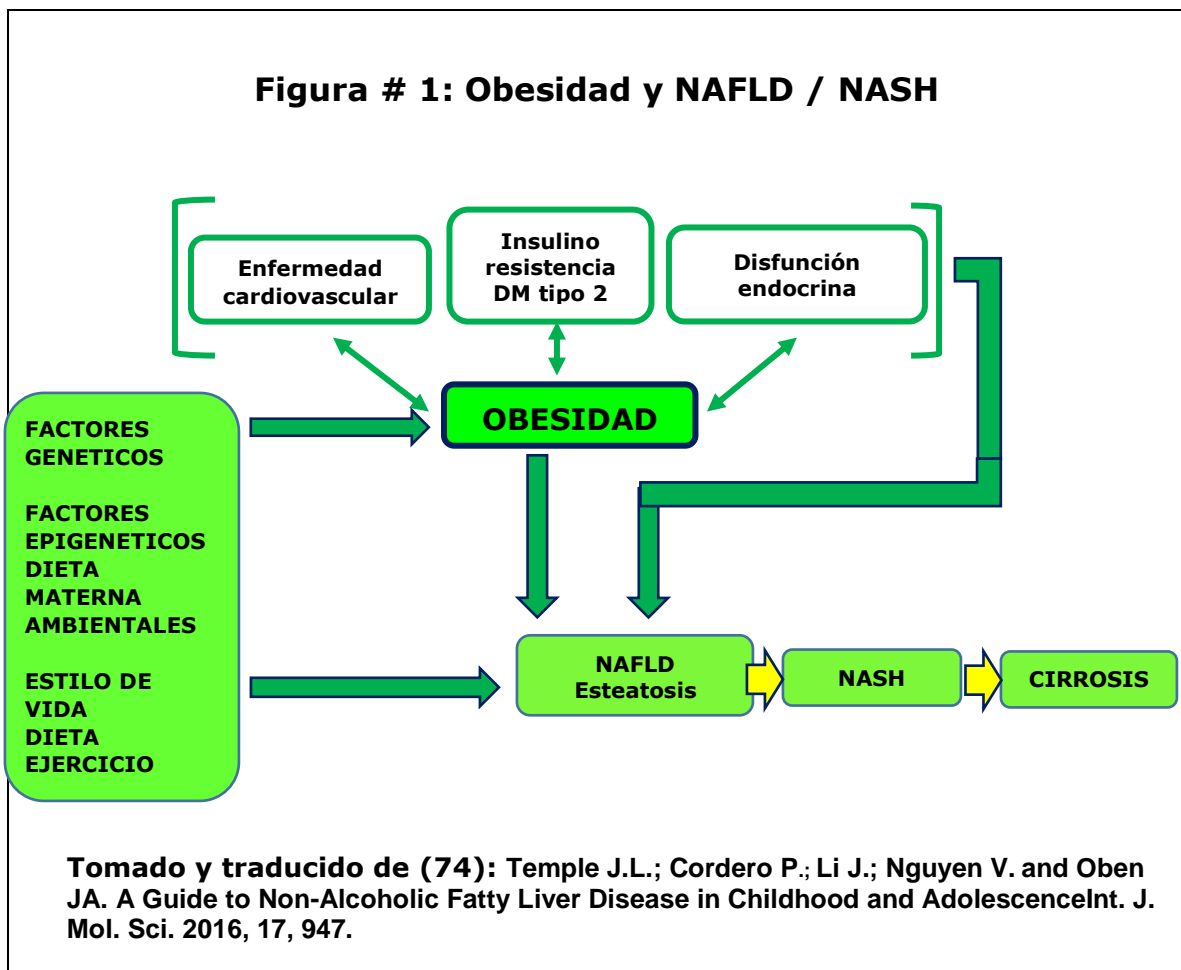 Figura # 1: Obesidad y NAFLD / NASH
Enfermedad
cardiovascular
Insulino
resistencia
DM tipo 2
Disfunción
endocrina
OBESIDAD
FACTORES
GENETICOS
FACTORES
EPIGENETICOS
DIETA
MATERNA
AMBIENTALES
ESTILO DE
VIDA
DIETA
EJERCICIO
NAFLD
Esteatosis
NASH
CIRROSIS
Tomado y traducido de (74): Temple J.L.; Cordero P.; Li J.; Nguyen V. and Oben
JA. A Guide to Non-Alcoholic Fatty Liver Disease in Childhood and AdolescenceInt. J.
Mol. Sci. 2016, 17, 947.